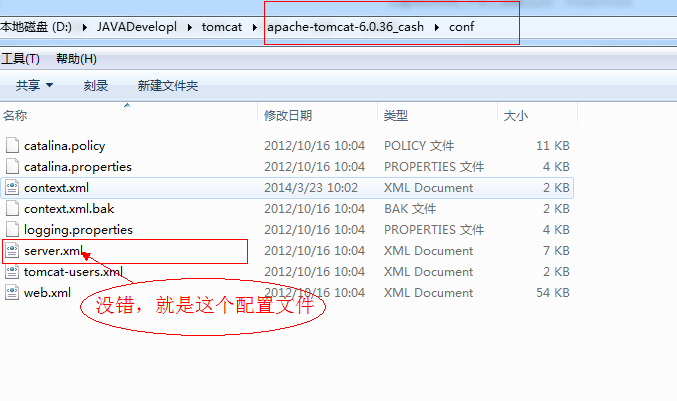 本地磁盘 (D:) ▸ JAVADevelopl ▸ tomcat ▸ apache-tomcat-6.0.36_cash ▸ conf
工具(T) 帮助(H)
共享 ▼ 刻录 新建文件夹
名称 修改日期 类型 大小
catalina.policy 2012/10/16 10:04 POLICY 文件 11 KB
catalina.properties 2012/10/16 10:04 PROPERTIES 文件 4 KB
context.xml 2014/3/23 10:02 XML Document 2 KB
context.xml.bak 2012/10/16 10:04 BAK 文件 2 KB
logging.properties 2012/10/16 10:04 PROPERTIES 文件 4 KB
server.xml 2012/10/16 10:04 XML Document 7 KB
tomcat-users.xml 2012/10/16 10:04 XML Document 2 KB
web.xml 2012/10/16 10:04 XML Document 54 KB
没错，就是这个配置文件